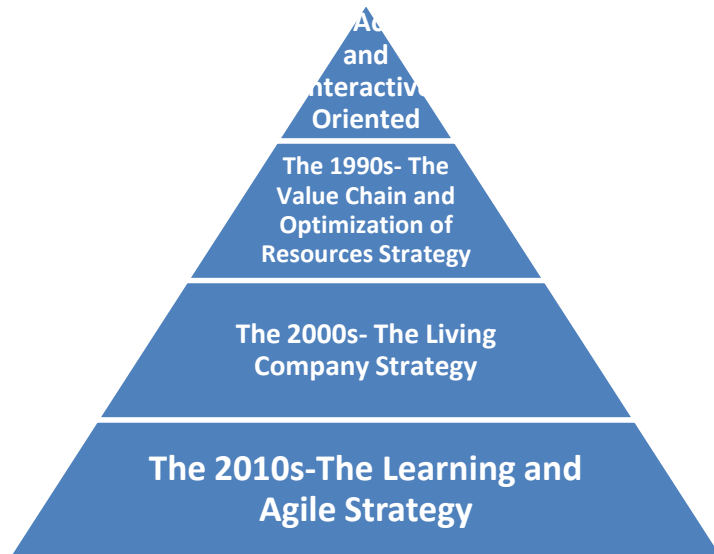 and
Oriented
The 1990s- The
Value Chain and
Optimization of
Resources Strategy
The 2000s- The Living
Company Strategy
The 2010s-The Learning and
Agile Strategy